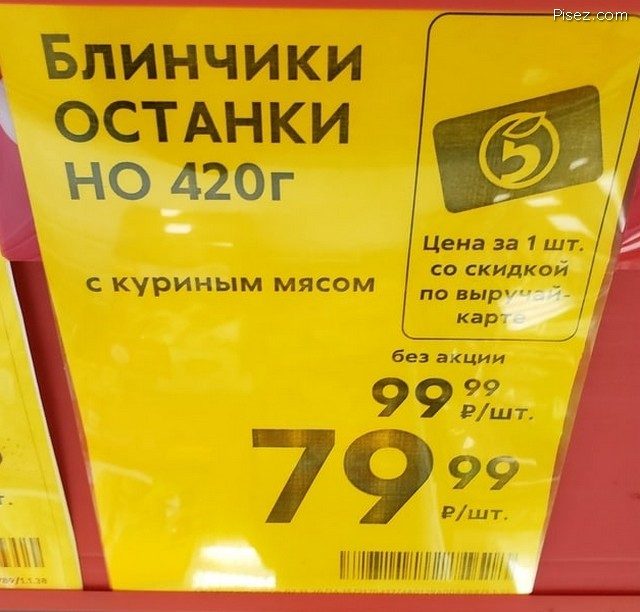 Pisez.com
БЛИНЧИКИ
ОСТАНКИ
НО 420г
с куриным мясом
5
Цена за 1 шт.
со скидкой
по выручай-
карте
без акции
99 99
₽/шт.
79 99
₽/шт.